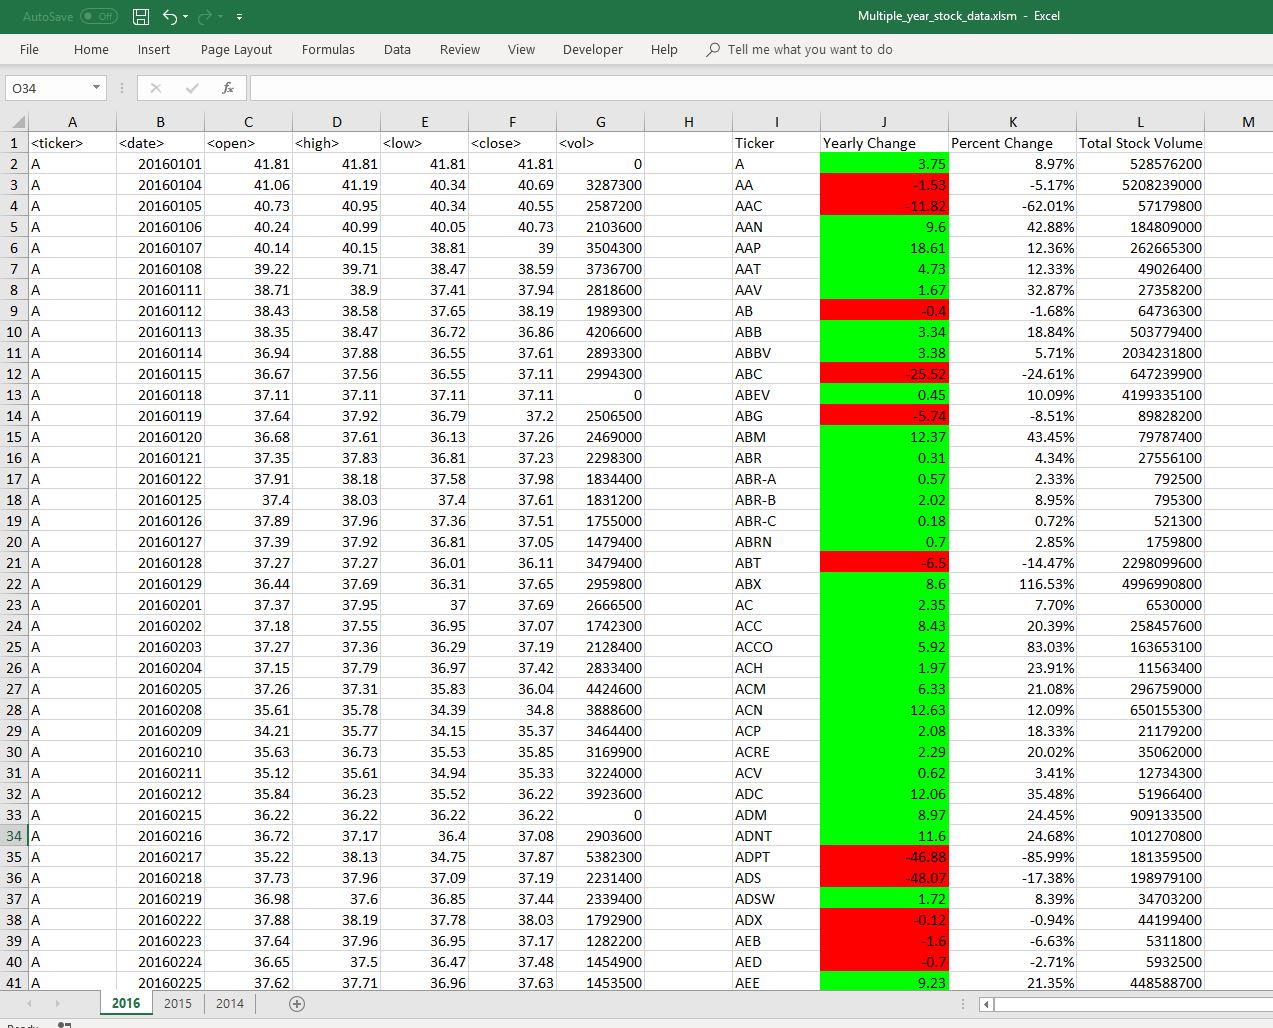 AutoSave Off Multiple_year_stock_data.xlsm - Excel
File Home Insert Page Layout Formulas Data Review View Developer Help Tell me what you want to do
O34 fx
A B C D E F G H I J K L M
1 <ticker> <date> <open> <high> <low> <close> <vol> Ticker Yearly Change Percent Change Total Stock Volume
2 A 20160101 41.81 41.81 41.81 41.81 0 A 3.75 8.97% 528576200
3 A 20160104 41.06 41.19 40.34 40.69 3287300 AA -1.53 -5.17% 5208239000
4 A 20160105 40.73 40.95 40.34 40.55 2587200 AAC -11.82 -62.01% 57179800
5 A 20160106 40.24 40.99 40.05 40.73 2103600 AAN 9.6 42.88% 184809000
6 A 20160107 40.14 40.15 38.81 39 3504300 AAP 18.61 12.36% 262665300
7 A 20160108 39.22 39.71 38.47 38.59 3736700 AAT 4.73 12.33% 49026400
8 A 20160111 38.71 38.9 37.41 37.94 2818600 AAV 1.67 32.87% 27358200
9 A 20160112 38.43 38.58 37.65 38.19 1989300 AB -0.4 -1.68% 64736300
10 A 20160113 38.35 38.47 36.72 36.86 4206600 ABB 3.34 18.84% 503779400
11 A 20160114 36.94 37.88 36.55 37.61 2893300 ABBV 3.38 5.71% 2034231800
12 A 20160115 36.67 37.56 36.55 37.11 2994300 ABC -25.52 -24.61% 647239900
13 A 20160118 37.11 37.11 37.11 37.11 0 ABEV 0.45 10.09% 4199335100
14 A 20160119 37.64 37.92 36.79 37.2 2506500 ABG -5.74 -8.51% 89828200
15 A 20160120 36.68 37.61 36.13 37.26 2469000 ABM 12.37 43.45% 79787400
16 A 20160121 37.35 37.83 36.81 37.23 2298300 ABR 0.31 4.34% 27556100
17 A 20160122 37.91 38.18 37.58 37.98 1834400 ABR-A 0.57 2.33% 792500
18 A 20160125 37.4 38.03 37.4 37.61 1831200 ABR-B 2.02 8.95% 795300
19 A 20160126 37.89 37.96 37.36 37.51 1755000 ABR-C 0.18 0.72% 521300
20 A 20160127 37.39 37.92 36.81 37.05 1479400 ABRN 0.7 2.85% 1759800
21 A 20160128 37.27 37.27 36.01 36.11 3479400 ABT -6.5 -14.47% 2298099600
22 A 20160129 36.44 37.69 36.31 37.65 2959800 ABX 8.6 116.53% 4996990800
23 A 20160201 37.37 37.95 37 37.69 2666500 AC 2.35 7.70% 6530000
24 A 20160202 37.18 37.55 36.95 37.07 1742300 ACC 8.43 20.39% 258457600
25 A 20160203 37.27 37.36 36.29 37.19 2128400 ACCO 5.92 83.03% 163653100
26 A 20160204 37.15 37.79 36.97 37.42 2833400 ACH 1.97 23.91% 11563400
27 A 20160205 37.26 37.31 35.83 36.04 4424600 ACM 6.33 21.08% 296759000
28 A 20160208 35.61 35.78 34.39 34.8 3888600 ACN 12.63 12.09% 650155300
29 A 20160209 34.21 35.77 34.15 35.37 3464400 ACP 2.08 18.33% 21179200
30 A 20160210 35.63 36.73 35.53 35.85 3169900 ACRE 2.29 20.02% 35062000
31 A 20160211 35.12 35.61 34.94 35.33 3224000 ACV 0.62 3.41% 12734300
32 A 20160212 35.84 36.23 35.52 36.22 3923600 ADC 12.06 35.48% 51966400
33 A 20160215 36.22 36.22 36.22 36.22 0 ADM 8.97 24.45% 909133500
34 A 20160216 36.72 37.17 36.4 37.08 2903600 ADNT 11.6 24.68% 101270800
35 A 20160217 35.22 38.13 34.75 37.87 5382300 ADPT -46.88 -85.99% 181359500
36 A 20160218 37.73 37.96 37.09 37.19 2231400 ADS -48.07 -17.38% 198979100
37 A 20160219 36.98 37.6 36.85 37.44 2339400 ADSW 1.72 8.39% 34703200
38 A 20160222 37.88 38.19 37.78 38.03 1792900 ADX -0.12 -0.94% 44199400
39 A 20160223 37.64 37.96 36.95 37.17 1282200 AEB -1.6 -6.63% 5311800
40 A 20160224 36.65 37.5 36.47 37.48 1454900 AED -0.7 -2.71% 5932500
41 A 20160225 37.62 37.71 36.96 37.63 1453500 AEE 9.23 21.35% 448588700
2016 2015 2014